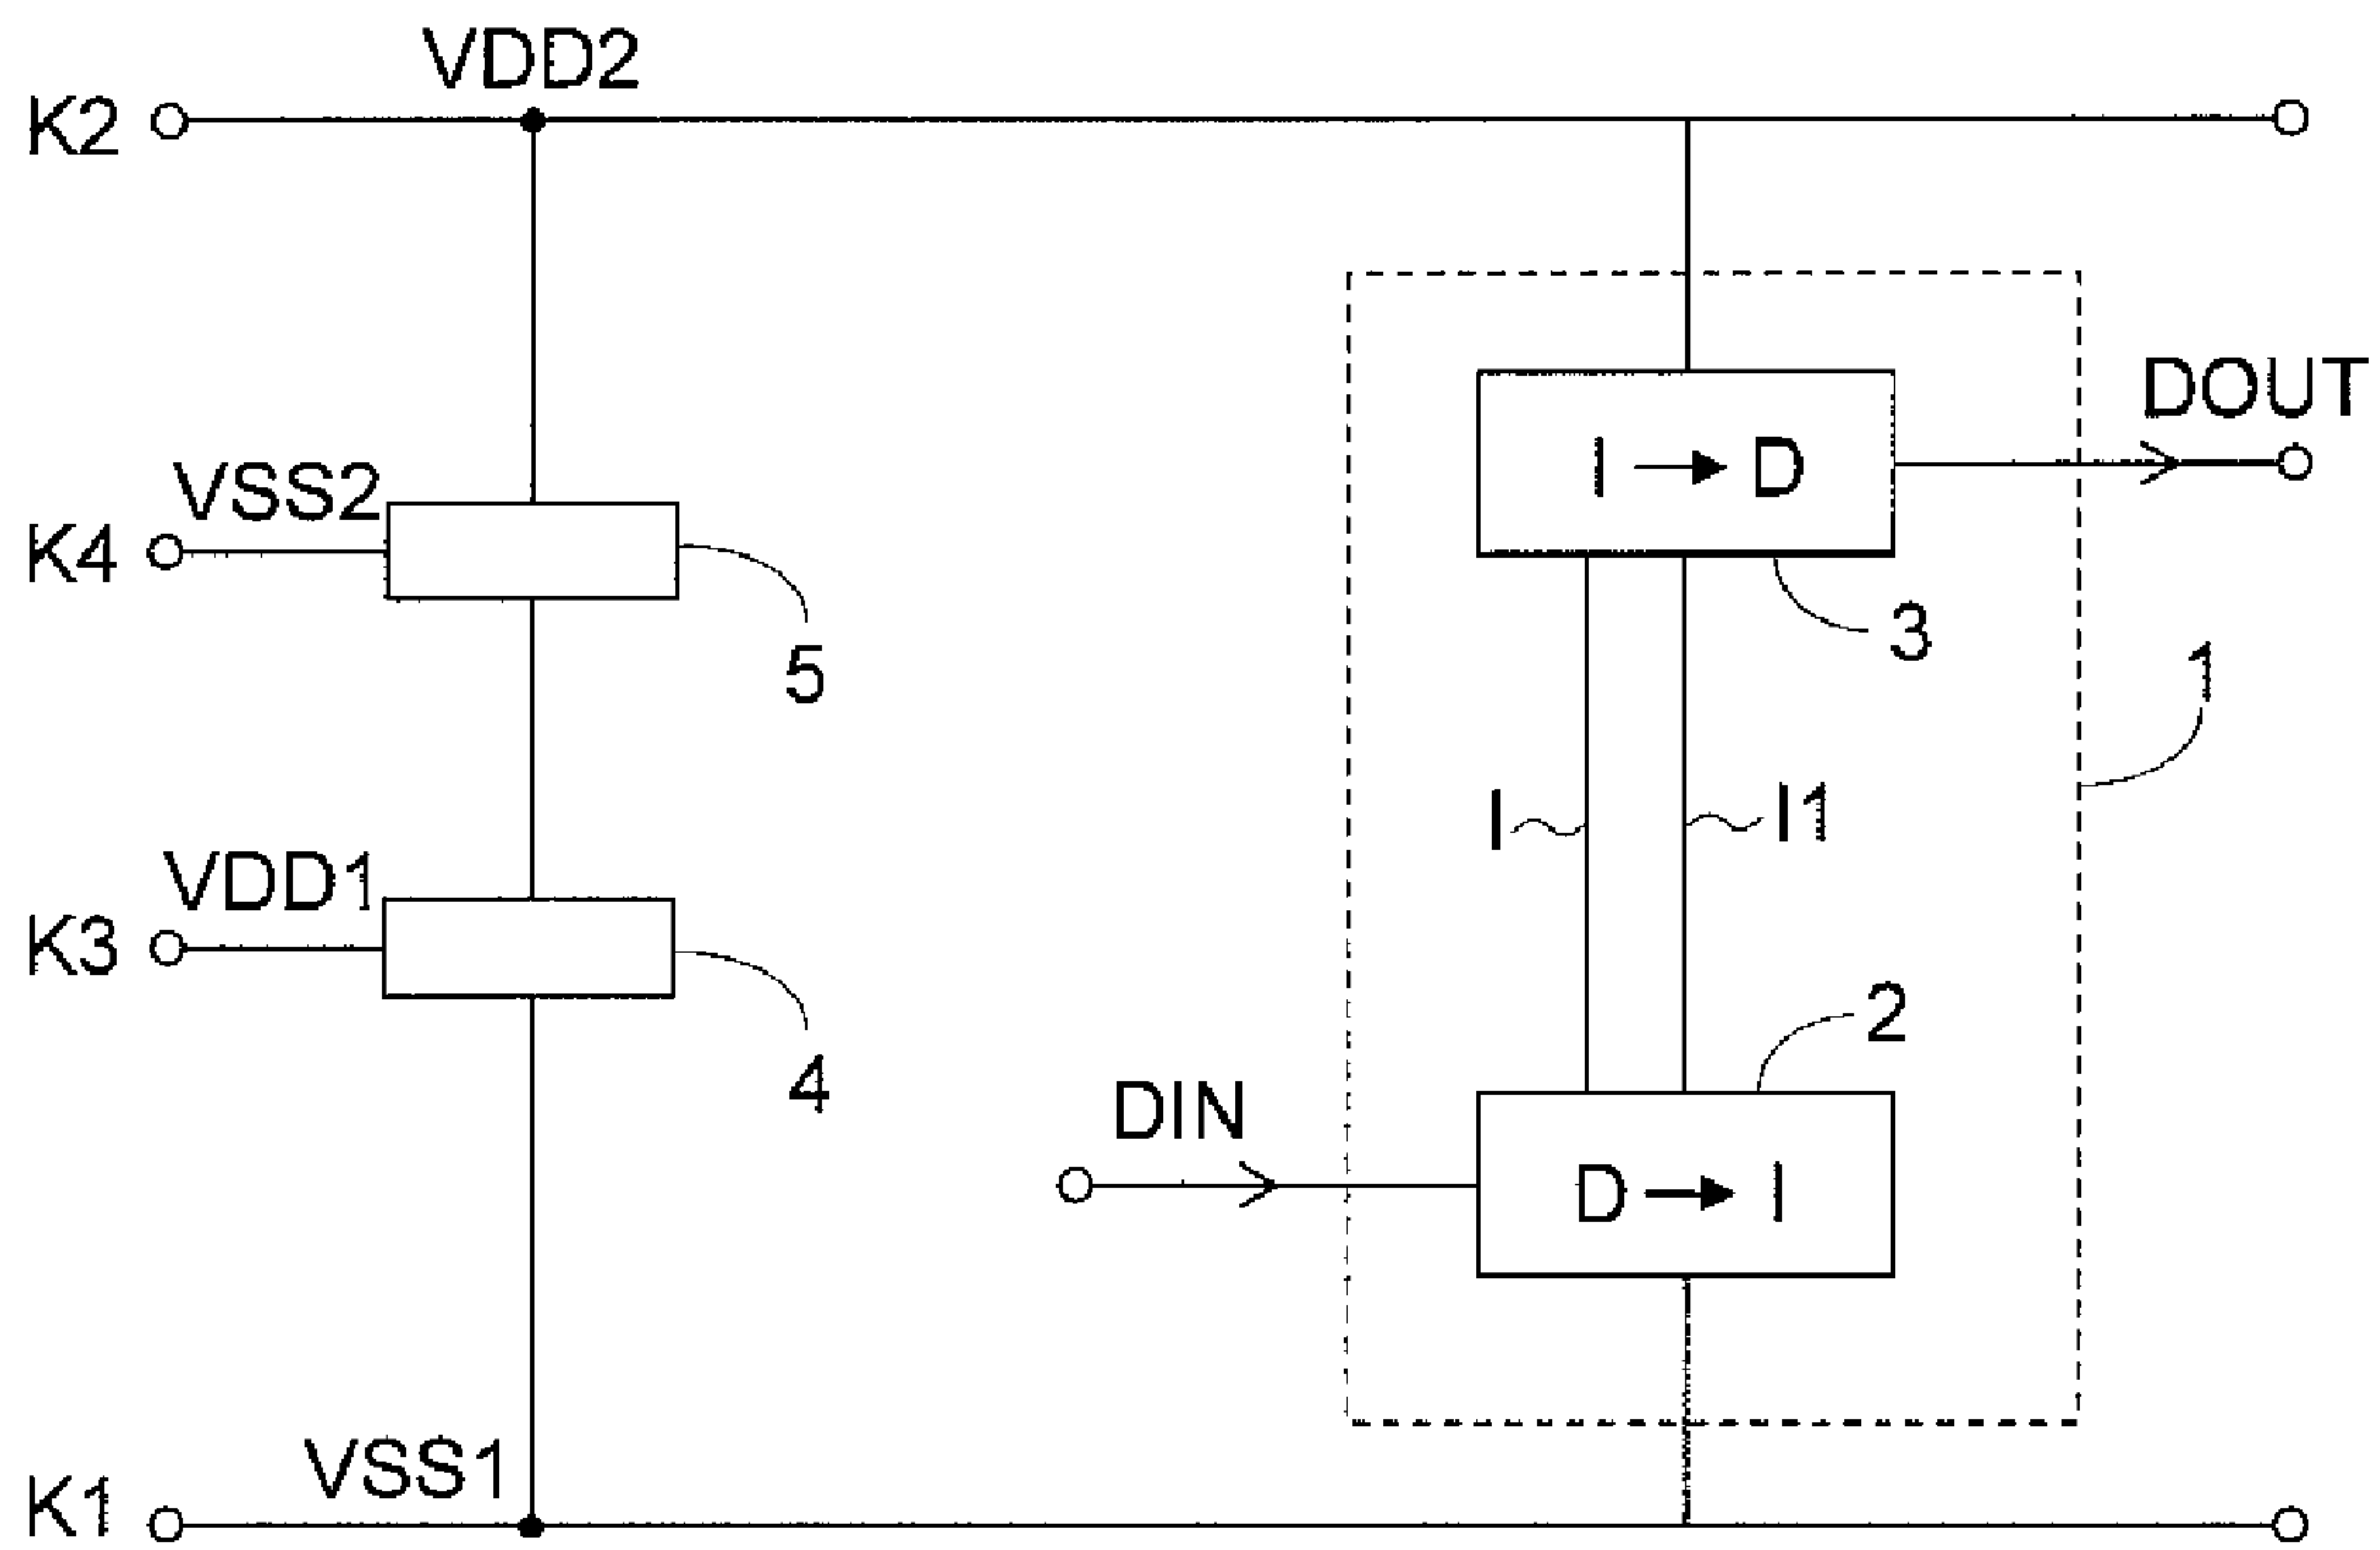 VDD2
K2
DOUT
I → D
VSS2
K4
3
5
1
I
I1
VDD1
K3
2
4
DIN
D → I
VSS1
K1